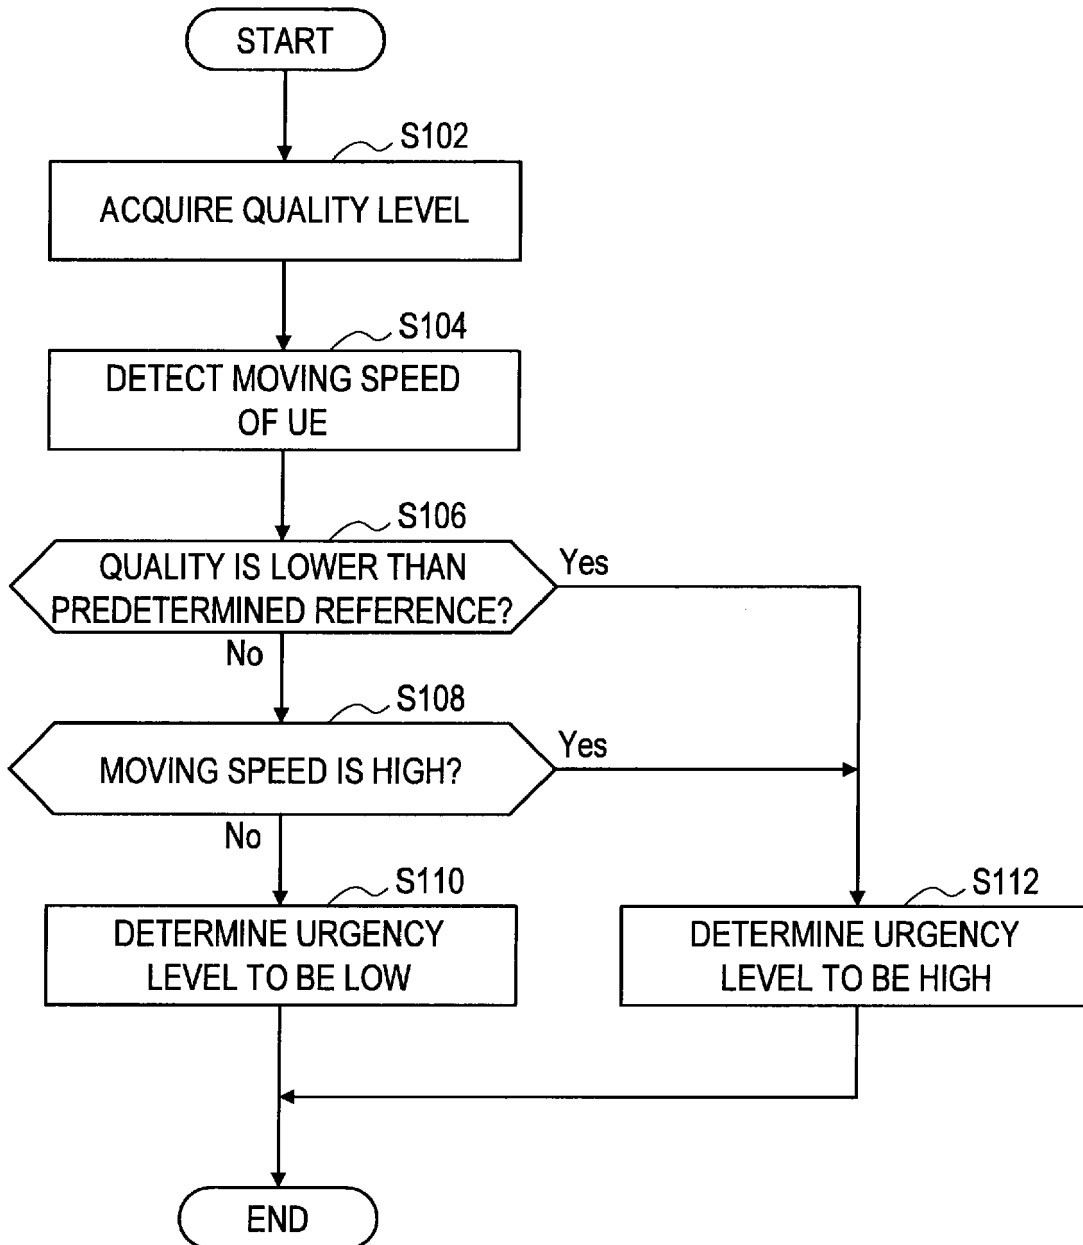 START
S102
ACQUIRE QUALITY LEVEL
S104
DETECT MOVING SPEED
OF UE
S106
QUALITY IS LOWER THAN
PREDETERMINED REFERENCE?
Yes
No
S108
MOVING SPEED IS HIGH?
Yes
No
S110
DETERMINE URGENCY
LEVEL TO BE LOW
S112
DETERMINE URGENCY
LEVEL TO BE HIGH
END